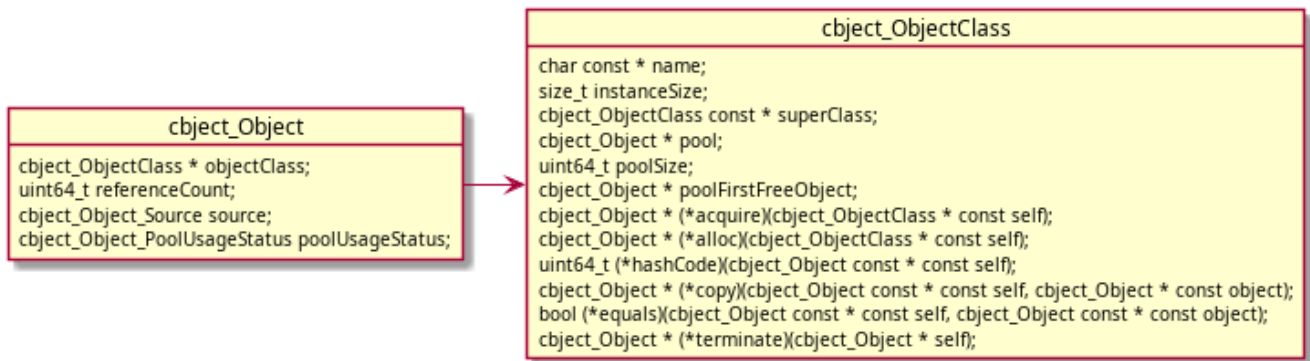 cbject_Object
cbject_ObjectClass * objectClass;
uint64_t referenceCount;
cbject_Object_Source source;
cbject_Object_PoolUsageStatus poolUsageStatus;
cbject_ObjectClass
char const * name;
size_t instanceSize;
cbject_ObjectClass const * superClass;
cbject_Object * pool;
uint64_t poolSize;
cbject_Object * poolFirstFreeObject;
cbject_Object * (*acquire)(cbject_ObjectClass * const self);
cbject_Object * (*alloc)(cbject_ObjectClass * const self);
uint64_t (*hashCode)(cbject_Object const * const self);
cbject_Object * (*copy)(cbject_Object const * const self, cbject_Object * const object);
bool (*equals)(cbject_Object const * const self, cbject_Object const * const object);
cbject_Object * (*terminate)(cbject_Object * self);